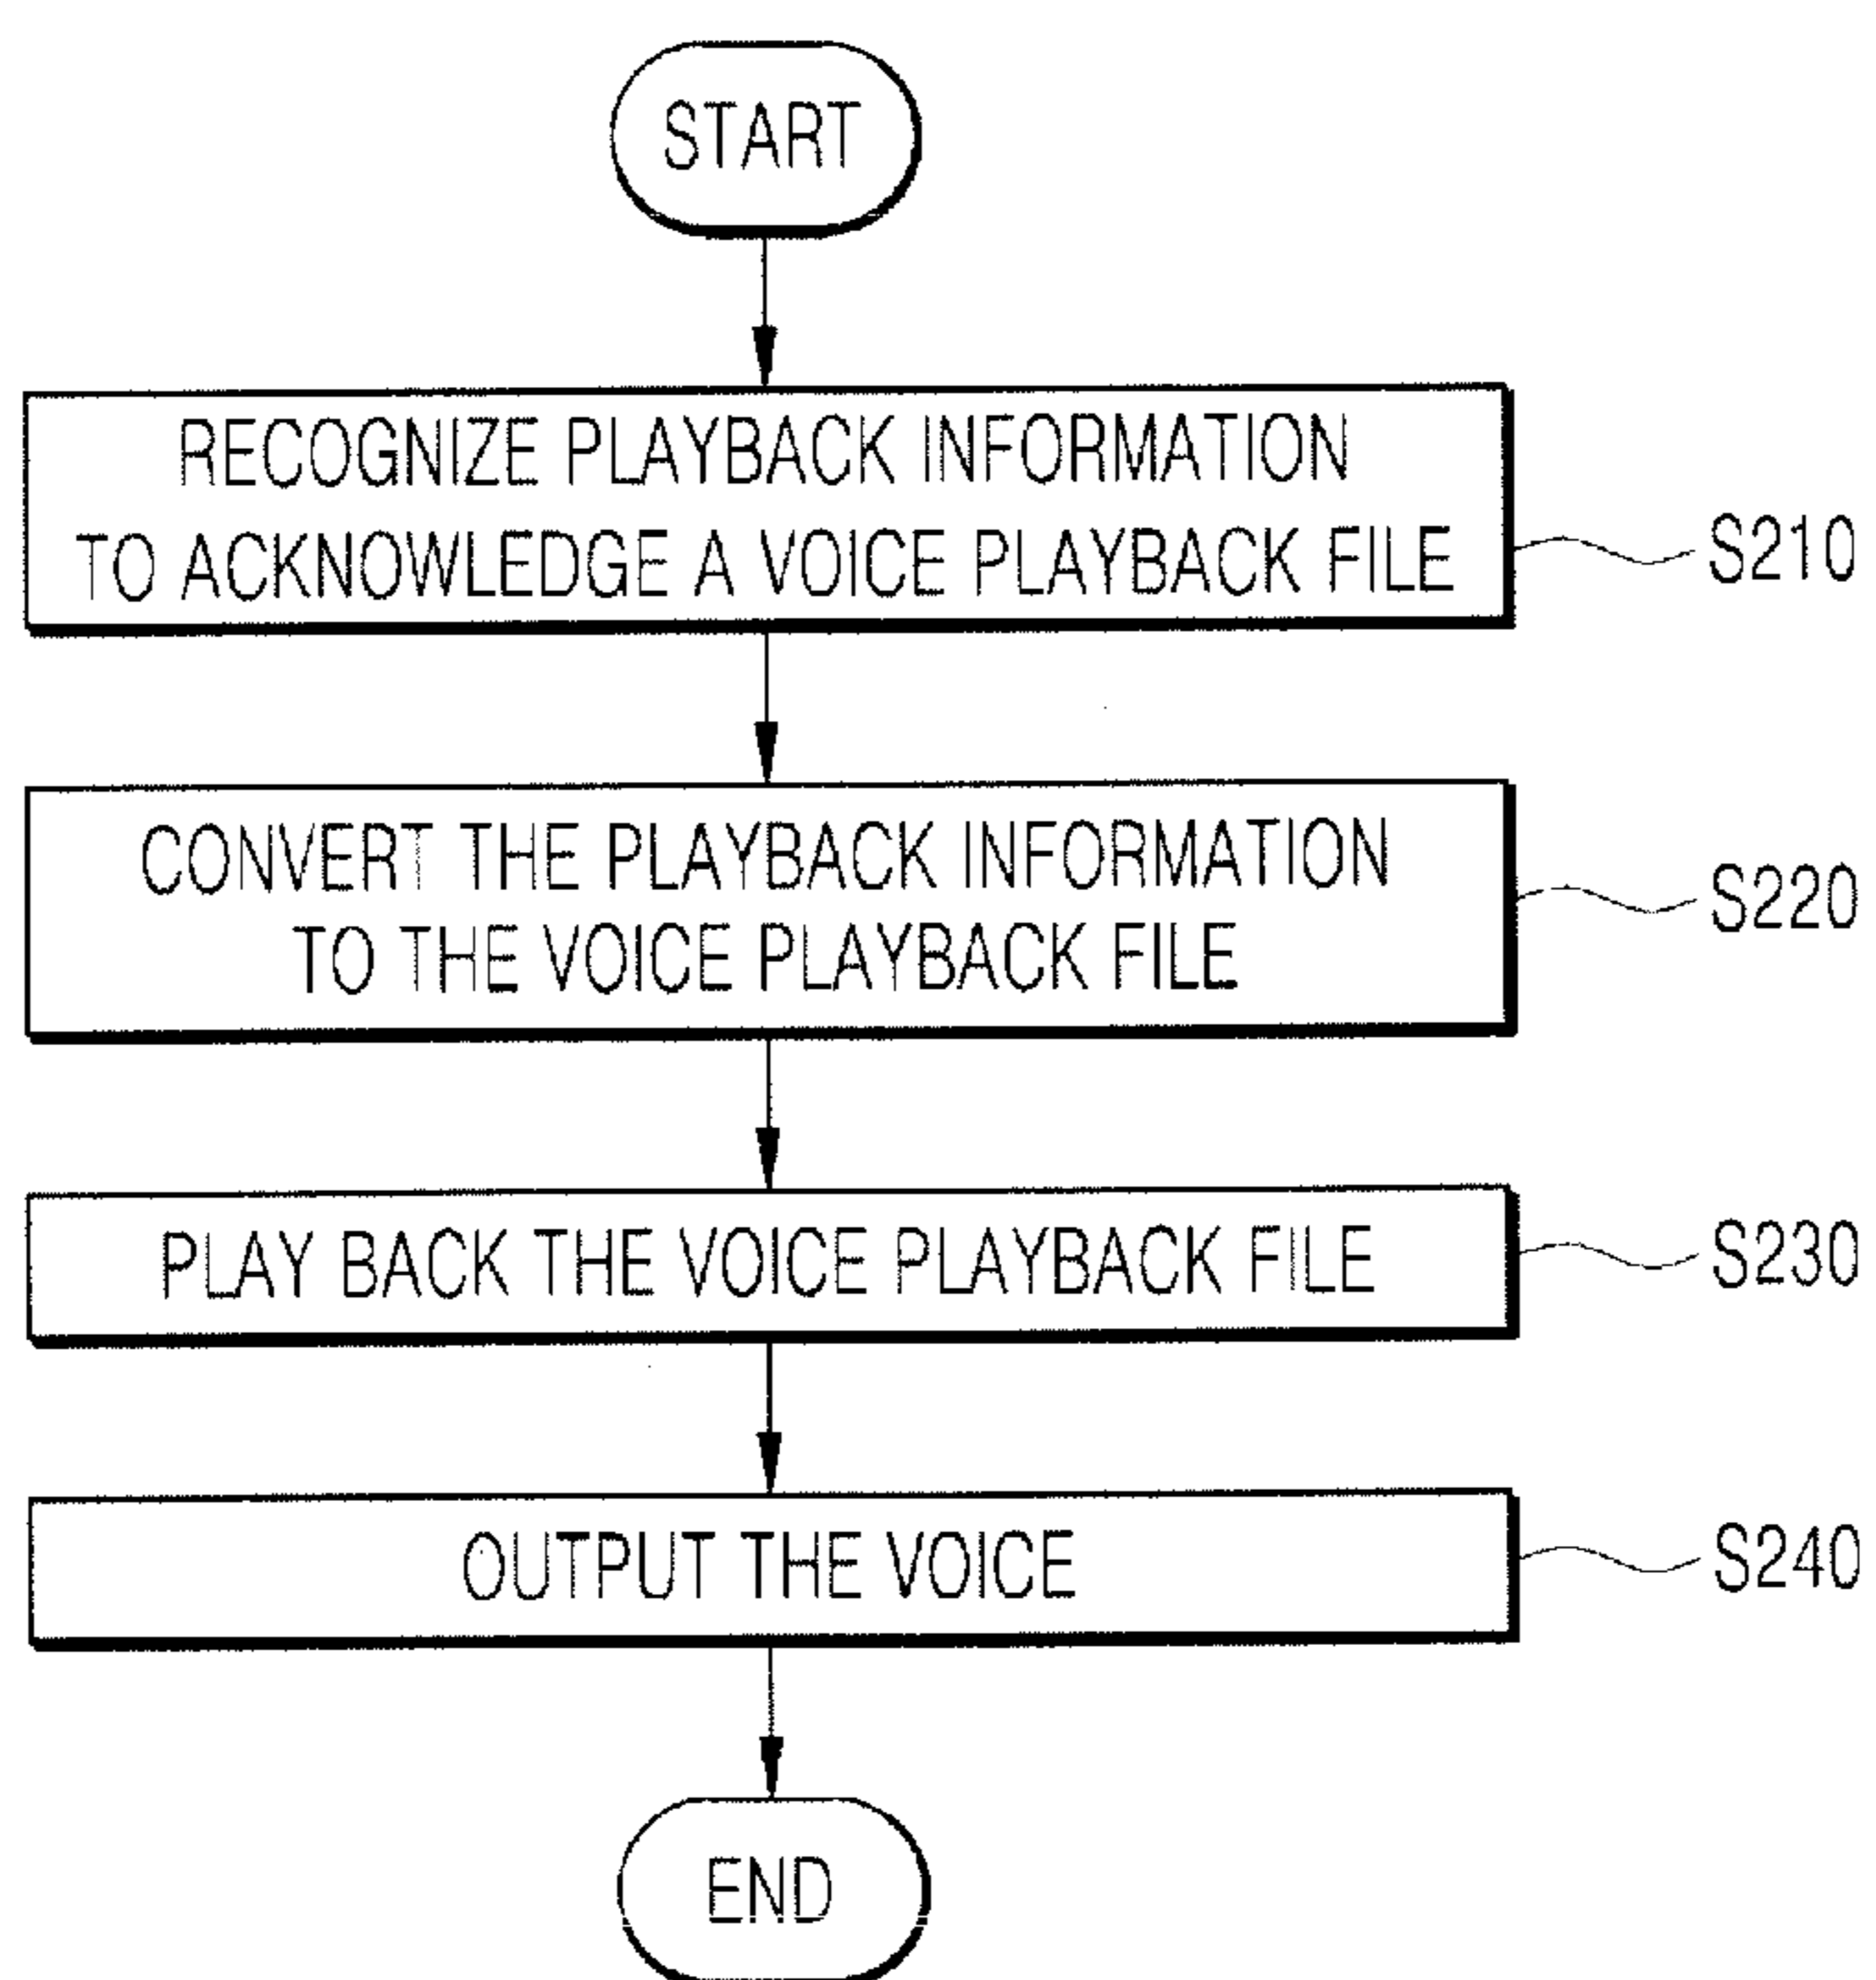 START
RECOGNIZE PLAYBACK INFORMATION
TO ACKNOWLEDGE A VOICE PLAYBACK FILE
S210
CONVERT THE PLAYBACK INFORMATION
TO THE VOICE PLAYBACK FILE
S220
PLAY BACK THE VOICE PLAYBACK FILE
S230
OUTPUT THE VOICE
S240
END